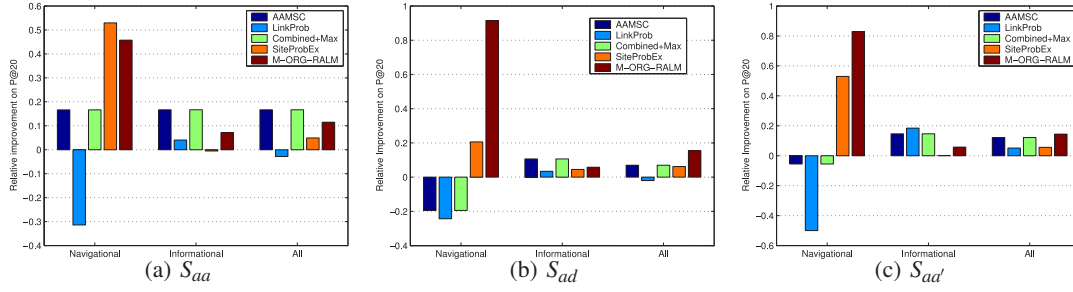 Relative Improvement on P@20
0.6
0.5
0.4
0.3
0.2
0.1
0
−0.1
−0.2
−0.3
−0.4
AAMSC
LinkProb
Combined+Max
SiteProbEx
M−ORG−RALM
Navigational
Informational
All
(a) Saa
Relative Improvement on P@20
1
0.8
0.6
0.4
0.2
0
−0.2
−0.4
AAMSC
LinkProb
Combined+Max
SiteProbEx
M−ORG−RALM
Navigational
Informational
All
(b) Sad
Relative Improvement on P@20
1
0.8
0.6
0.4
0.2
0
−0.2
−0.4
−0.6
AAMSC
LinkProb
Combined+Max
SiteProbEx
M−ORG−RALM
Navigational
Informational
All
(c) Saa′